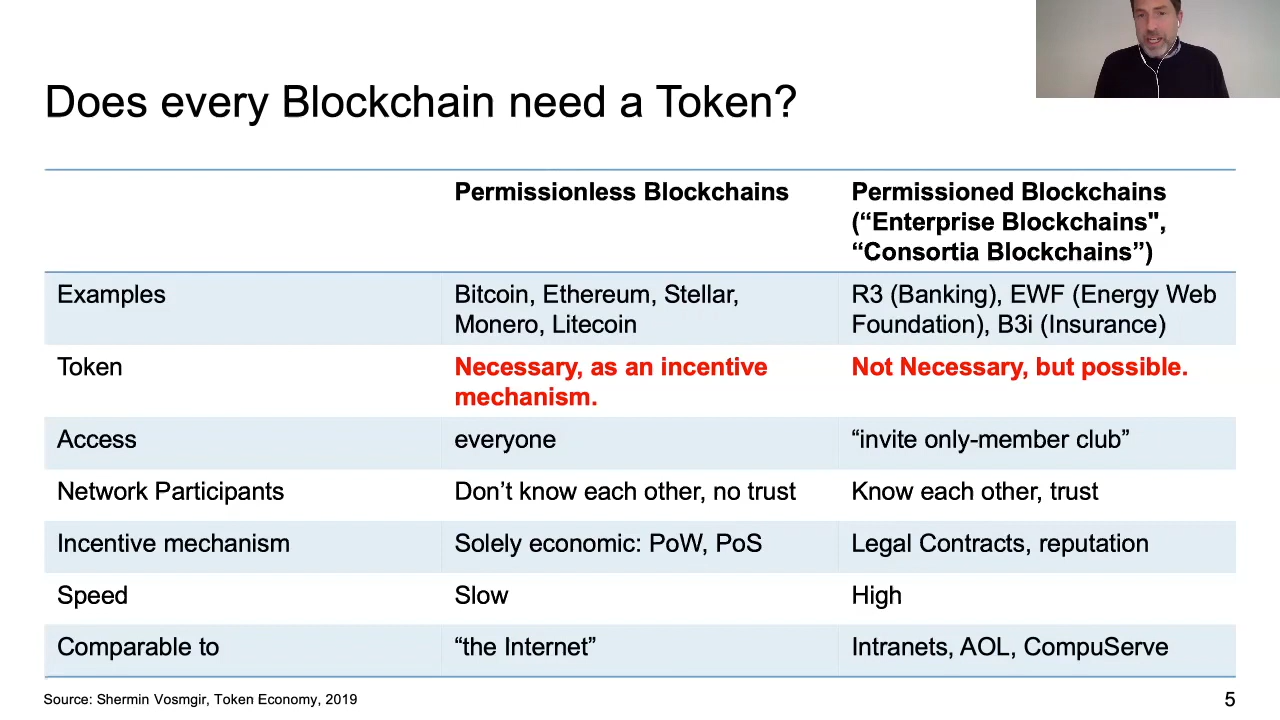 Does every Blockchain need a Token?
Permissionless Blockchains
Permissioned Blockchains
(“Enterprise Blockchains",
“Consortia Blockchains”)
Examples
Bitcoin, Ethereum, Stellar,
Monero, Litecoin
R3 (Banking), EWF (Energy Web
Foundation), B3i (Insurance)
Token
Necessary, as an incentive
mechanism.
Not Necessary, but possible.
Access
everyone
“invite only-member club”
Network Participants
Don’t know each other, no trust
Know each other, trust
Incentive mechanism
Solely economic: PoW, PoS
Legal Contracts, reputation
Speed
Slow
High
Comparable to
“the Internet”
Intranets, AOL, CompuServe
Source: Shermin Vosmgir, Token Economy, 2019
5